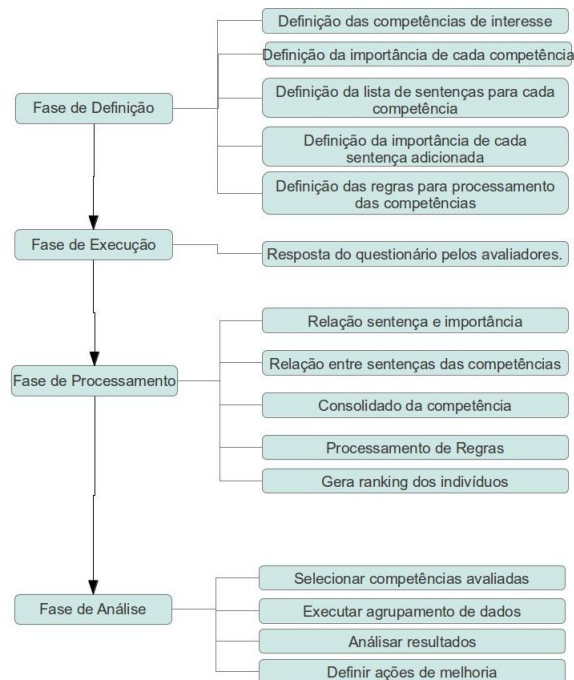 Fase de Definição
Definição das competências de interesse
Definição da importância de cada competência
Definição da lista de sentenças para cada
competência
Definição da importância de cada
sentença adicionada
Definição das regras para processamento
das competências
Fase de Execução
Resposta do questionário pelos avaliadores.
Fase de Processamento
Relação sentença e importância
Relação entre sentenças das competências
Consolidado da competência
Processamento de Regras
Gera ranking dos indivíduos
Fase de Análise
Selecionar competências avaliadas
Executar agrupamento de dados
Análisar resultados
Definir ações de melhoria